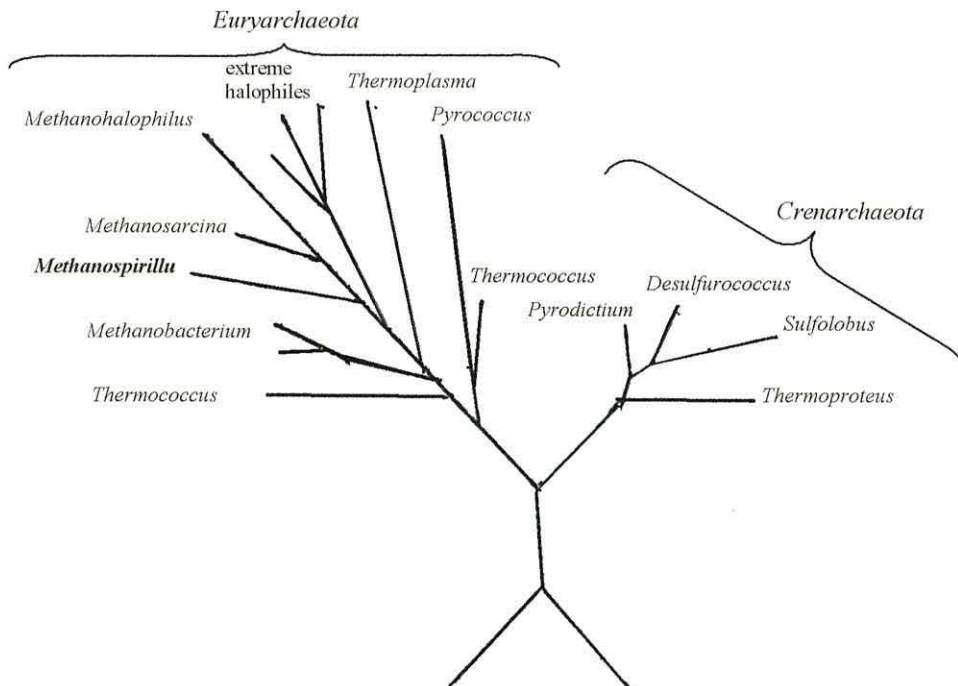 Euryarchaeota
extreme
halophiles
Thermoplasma
Methanohalophilus
Pyrococcus
Crenarchaeota
Methanosarcina
Methanospirillu
Thermococcus
Desulfurococcus
Pyrodictium
Sulfolobus
Methanobacterium
Thermococcus
Thermoproteus